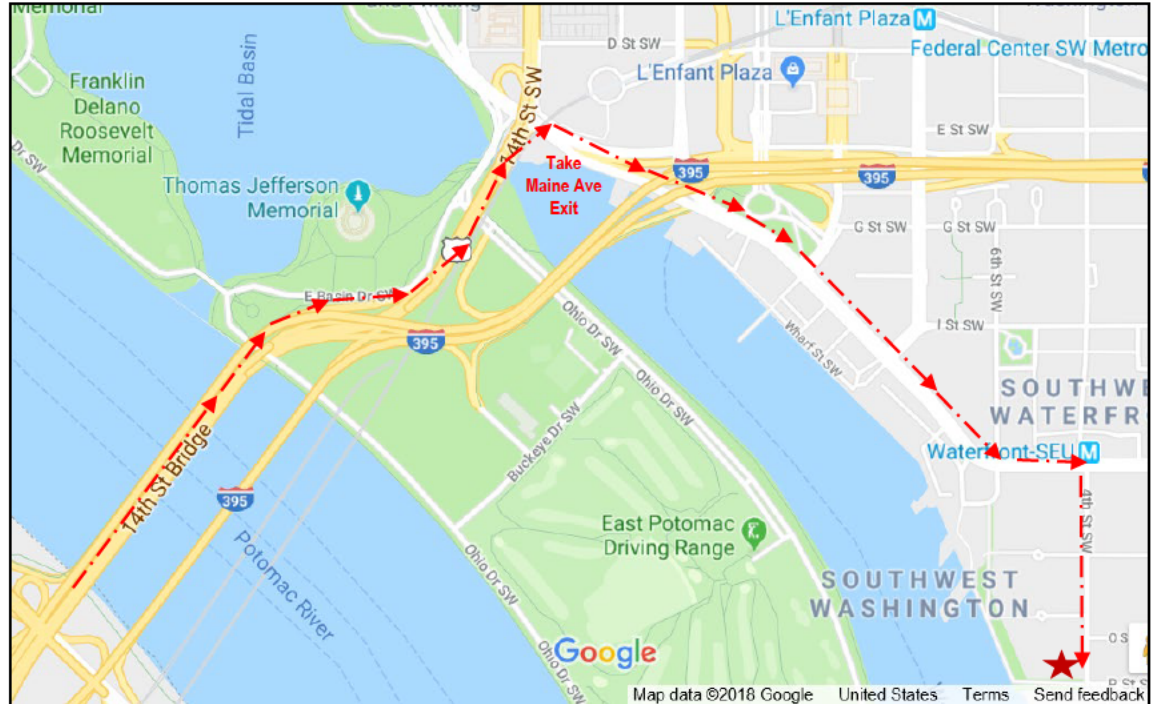 Memorial
L'Enfant Plaza M
D St SW
Federal Center SW Metro
L'Enfant Plaza
Franklin
Delano
Roosevelt
Memorial
Tidal Basin
14th St SW
E St SW
Take
Maine Ave
Exit
395
395
Dr SW
Thomas Jefferson
Memorial
G St SW
G St SW
6th St SW
E Basin Dr SW
Ohio Dr SW
395
I St SW
Wharf St SW
Ohio Dr SW
SOUTHWE
WATERFR
14th St Bridge
Buckeye Dr SW
Waterfront-SEU M
395
4th St SW
Potomac River
East Potomac
Driving Range
Ohio Dr SW
SOUTHWEST
WASHINGTON
O S
Google
P St S
Map data ©2018 Google United States Terms Send feedback